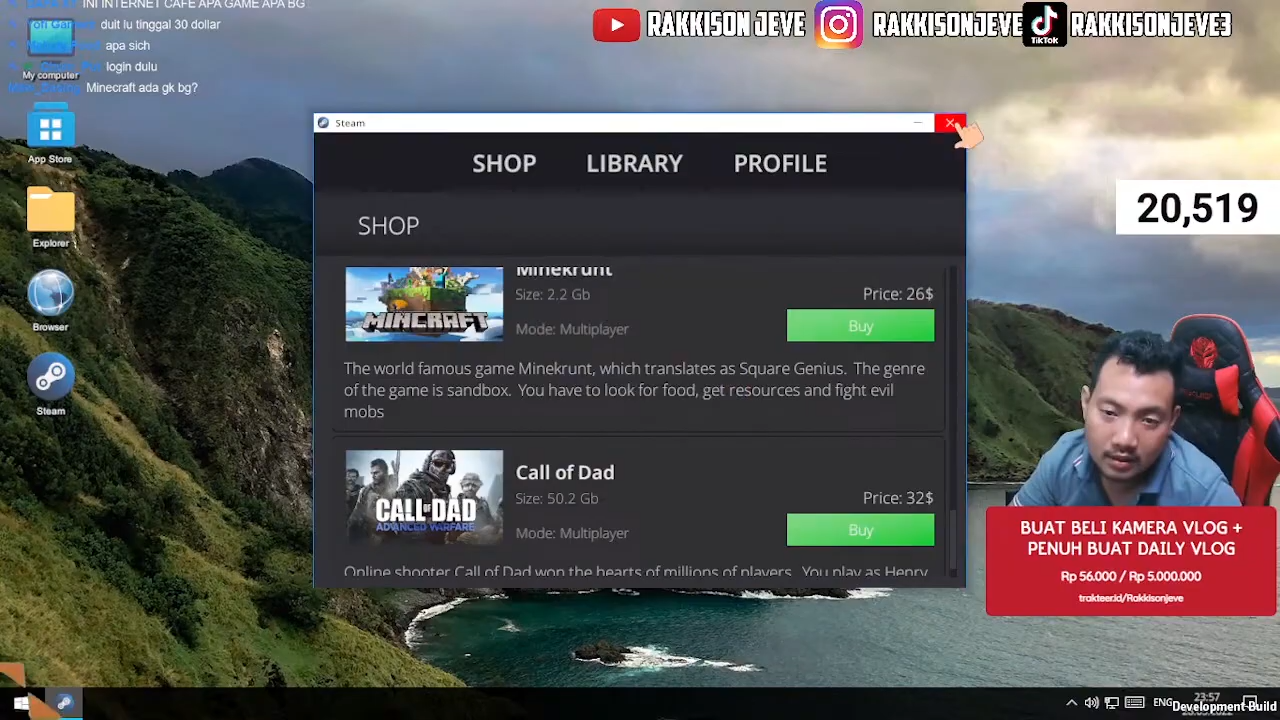 INI INTERNET CAFE APA GAME APA BG
duit lu tinggal 30 dollar
apa sich
login dulu
Minecraft ada gk bg?
RAKKISON JEVE
RAKKISONJEVE
TikTok
RAKKISONJEVE3
My computer
App Store
Explorer
Browser
Steam
Steam
SHOP LIBRARY PROFILE
SHOP
Minekrunt
Size: 2.2 Gb
Price: 26$
MINCRAFT
Mode: Multiplayer
Buy
The world famous game Minekrunt, which translates as Square Genius. The genre
of the game is sandbox. You have to look for food, get resources and fight evil
mobs
Call of Dad
Size: 50.2 Gb
Price: 32$
CALL OF DAD
ADVANCED WARFARE
Mode: Multiplayer
Buy
Online shooter Call of Dad won the hearts of millions of players. You play as Henry
20,519
BUAT BELI KAMERA VLOG +
PENUH BUAT DAILY VLOG
Rp 56.000 / Rp 5.000.000
trakteer.id/Rakkisonjeve
ENG
23:57
Development Build